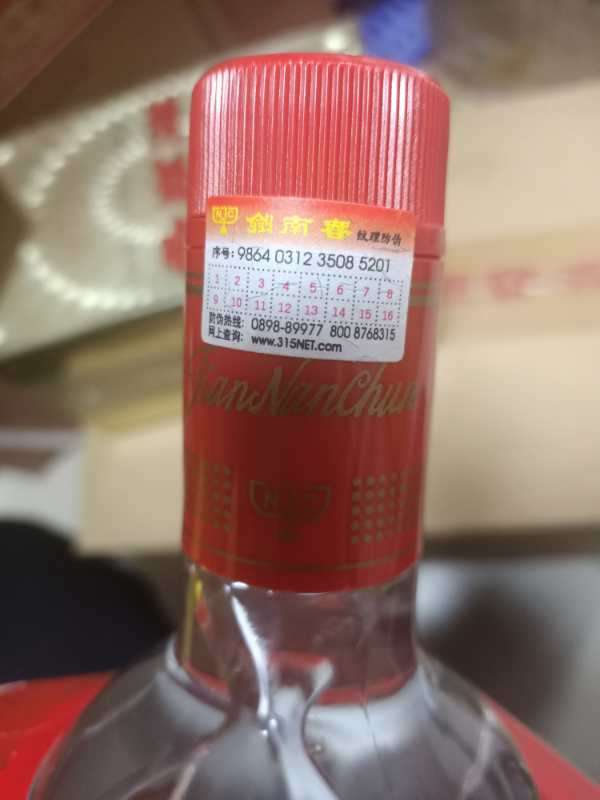 NC 剑南春 纹理防伪
序号: 9864 0312 3508 5201
1 2 3 4 5 6 7 8
9 10 11 12 13 14 15 16
防伪热线: 0898-89977 800 8768315
网上查询: www.315NET.com
JianNanChun
NC